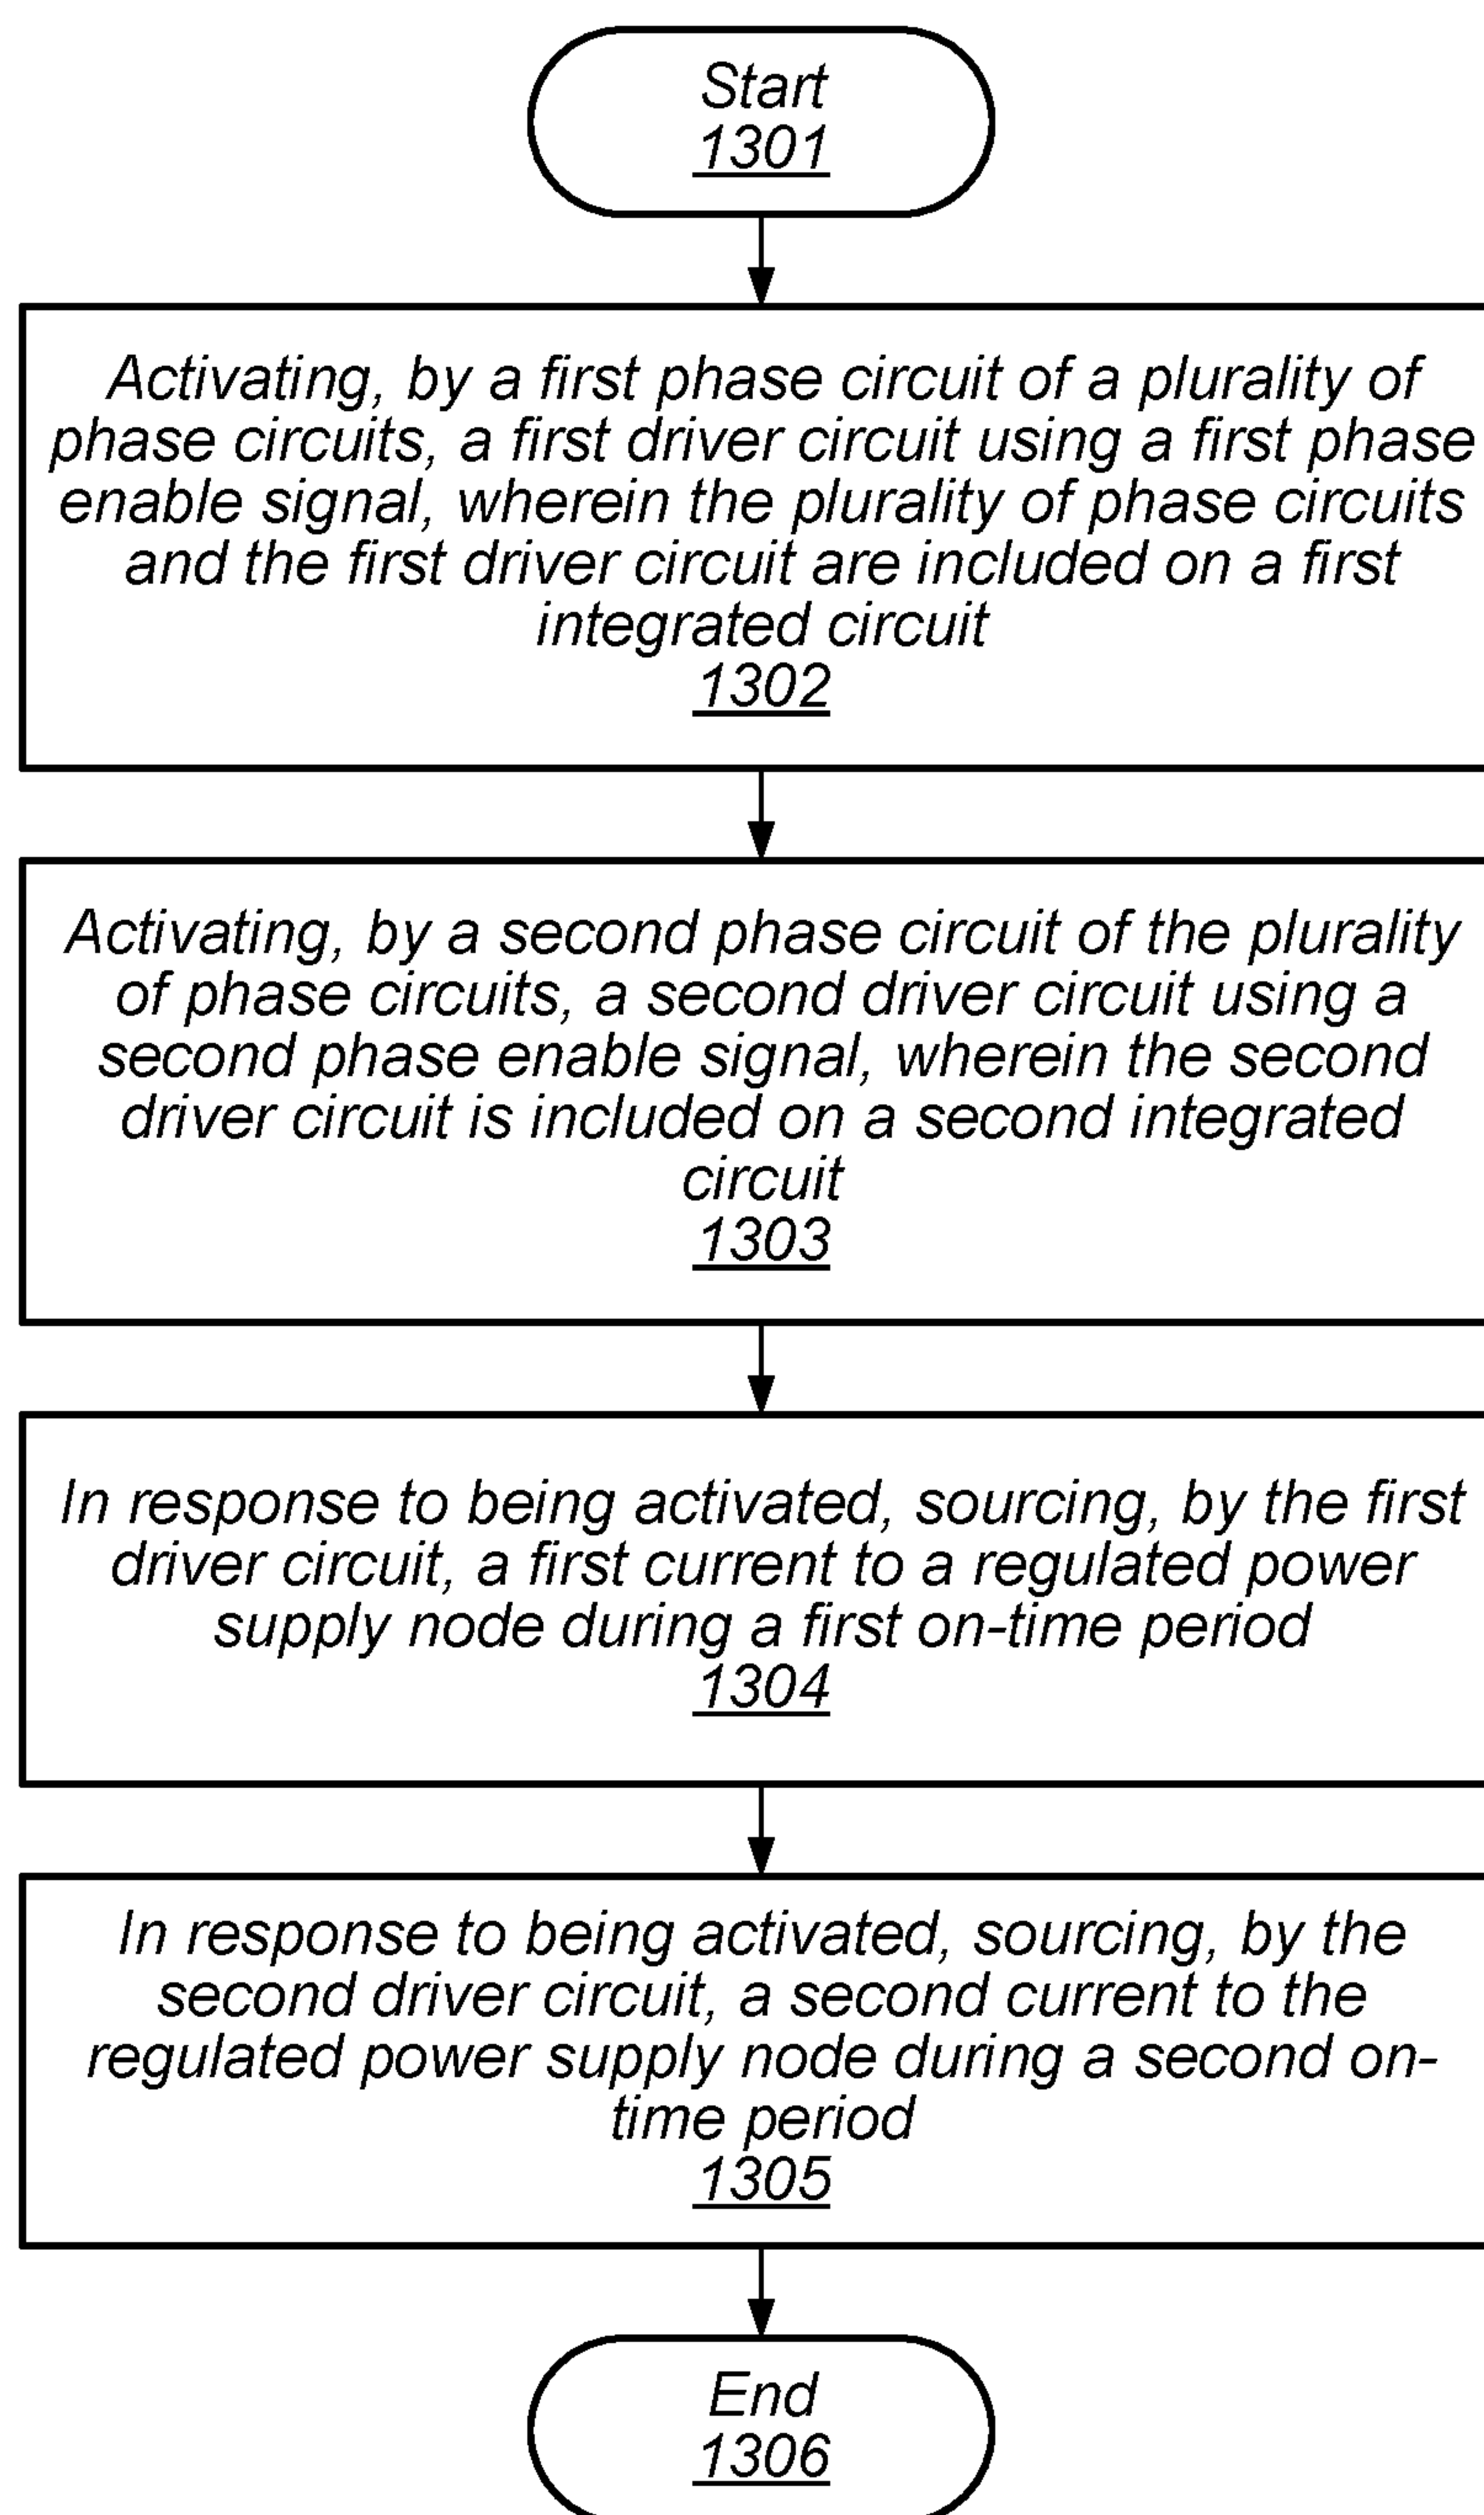 Start
1301
Activating, by a first phase circuit of a plurality of
phase circuits, a first driver circuit using a first phase
enable signal, wherein the plurality of phase circuits
and the first driver circuit are included on a first
integrated circuit
1302
Activating, by a second phase circuit of the plurality
of phase circuits, a second driver circuit using a
second phase enable signal, wherein the second
driver circuit is included on a second integrated
circuit
1303
In response to being activated, sourcing, by the first
driver circuit, a first current to a regulated power
supply node during a first on-time period
1304
In response to being activated, sourcing, by the
second driver circuit, a second current to the
regulated power supply node during a second on-
time period
1305
End
1306